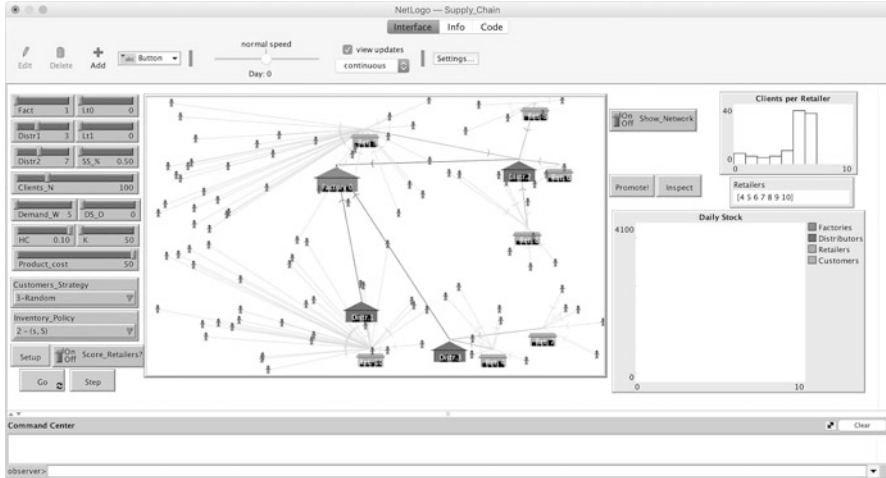 NetLogo — Supply_Chain
Interface Info Code
Edit
Delete
Add
Button
normal speed
Day: 0
view updates
continuous
Settings...
Fact 1
Lt0 0
Distr1 3
Lt1 0
Distr2 7
SS_% 0.50
Clients_N 100
Demand_W 5
DS_D 0
HC 0.10
K 50
Product_cost 50
Customers_Strategy
3-Random
Inventory_Policy
2 - (s, S)
Setup
On
Off
Score_Retailers?
Go
Step
On
Off
Show_Network
Promote!
Inspect
Clients per Retailer
40
0
0
10
Retailers
[4 5 6 7 8 9 10]
Daily Stock
4100
0
0
10
Factories
Distributors
Retailers
Customers
Command Center
Clear
observer>